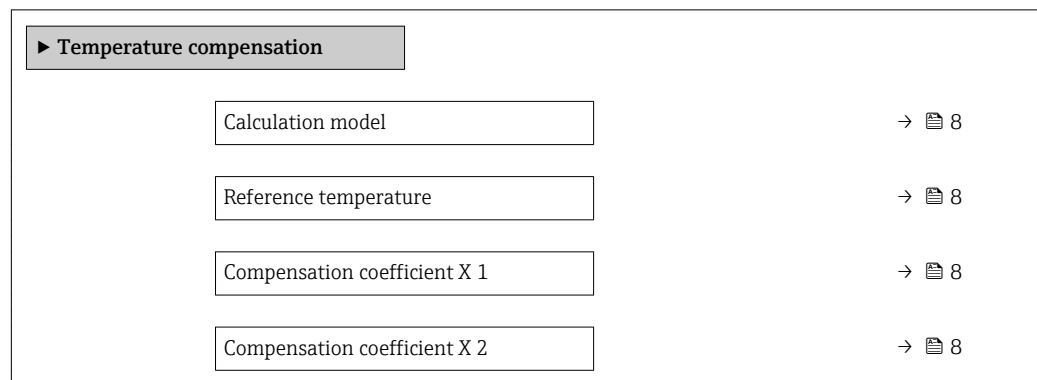 ▶ Temperature compensation
Calculation model → 8
Reference temperature → 8
Compensation coefficient X 1 → 8
Compensation coefficient X 2 → 8